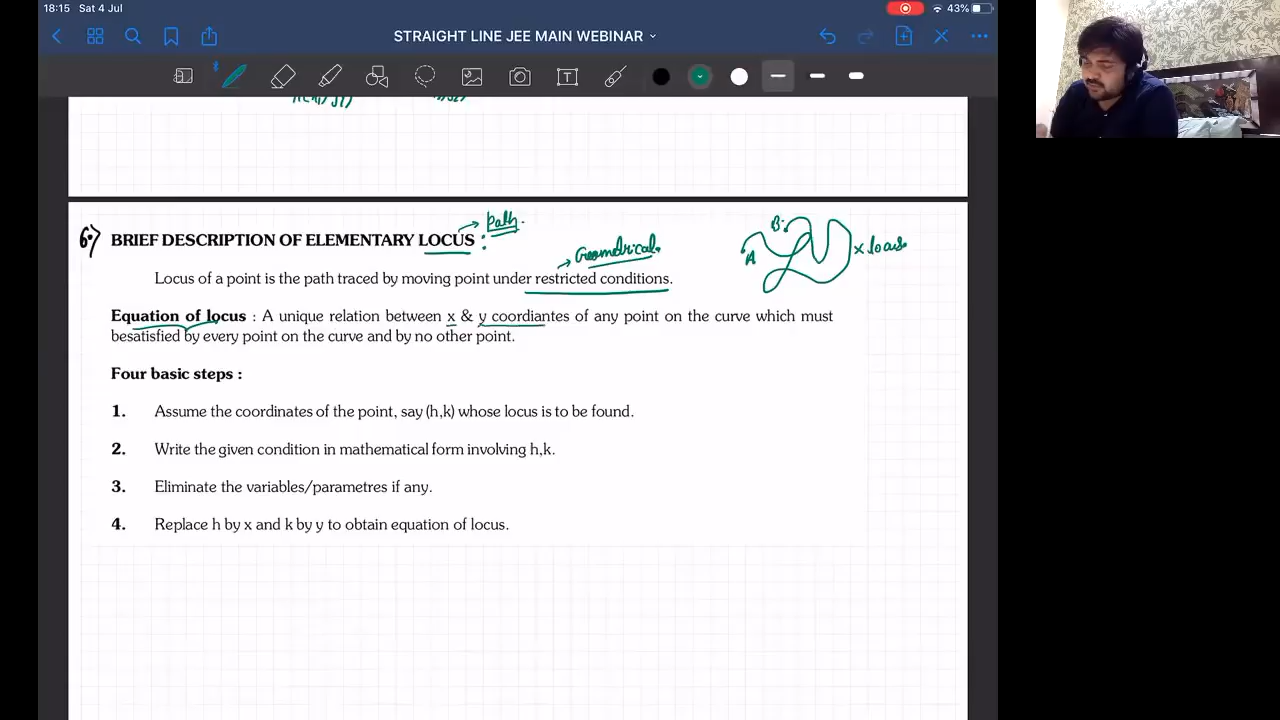 18:15 Sat 4 Jul
43%
STRAIGHT LINE JEE MAIN WEBINAR
T
Path.
6.
BRIEF DESCRIPTION OF ELEMENTARY LOCUS :
Geometrical.
B
A
x locus
Locus of a point is the path traced by moving point under restricted conditions.
Equation of locus : A unique relation between x & y coordiantes of any point on the curve which must
besatisfied by every point on the curve and by no other point.
Four basic steps :
1. Assume the coordinates of the point, say (h,k) whose locus is to be found.
2. Write the given condition in mathematical form involving h,k.
3. Eliminate the variables/parametres if any.
4. Replace h by x and k by y to obtain equation of locus.